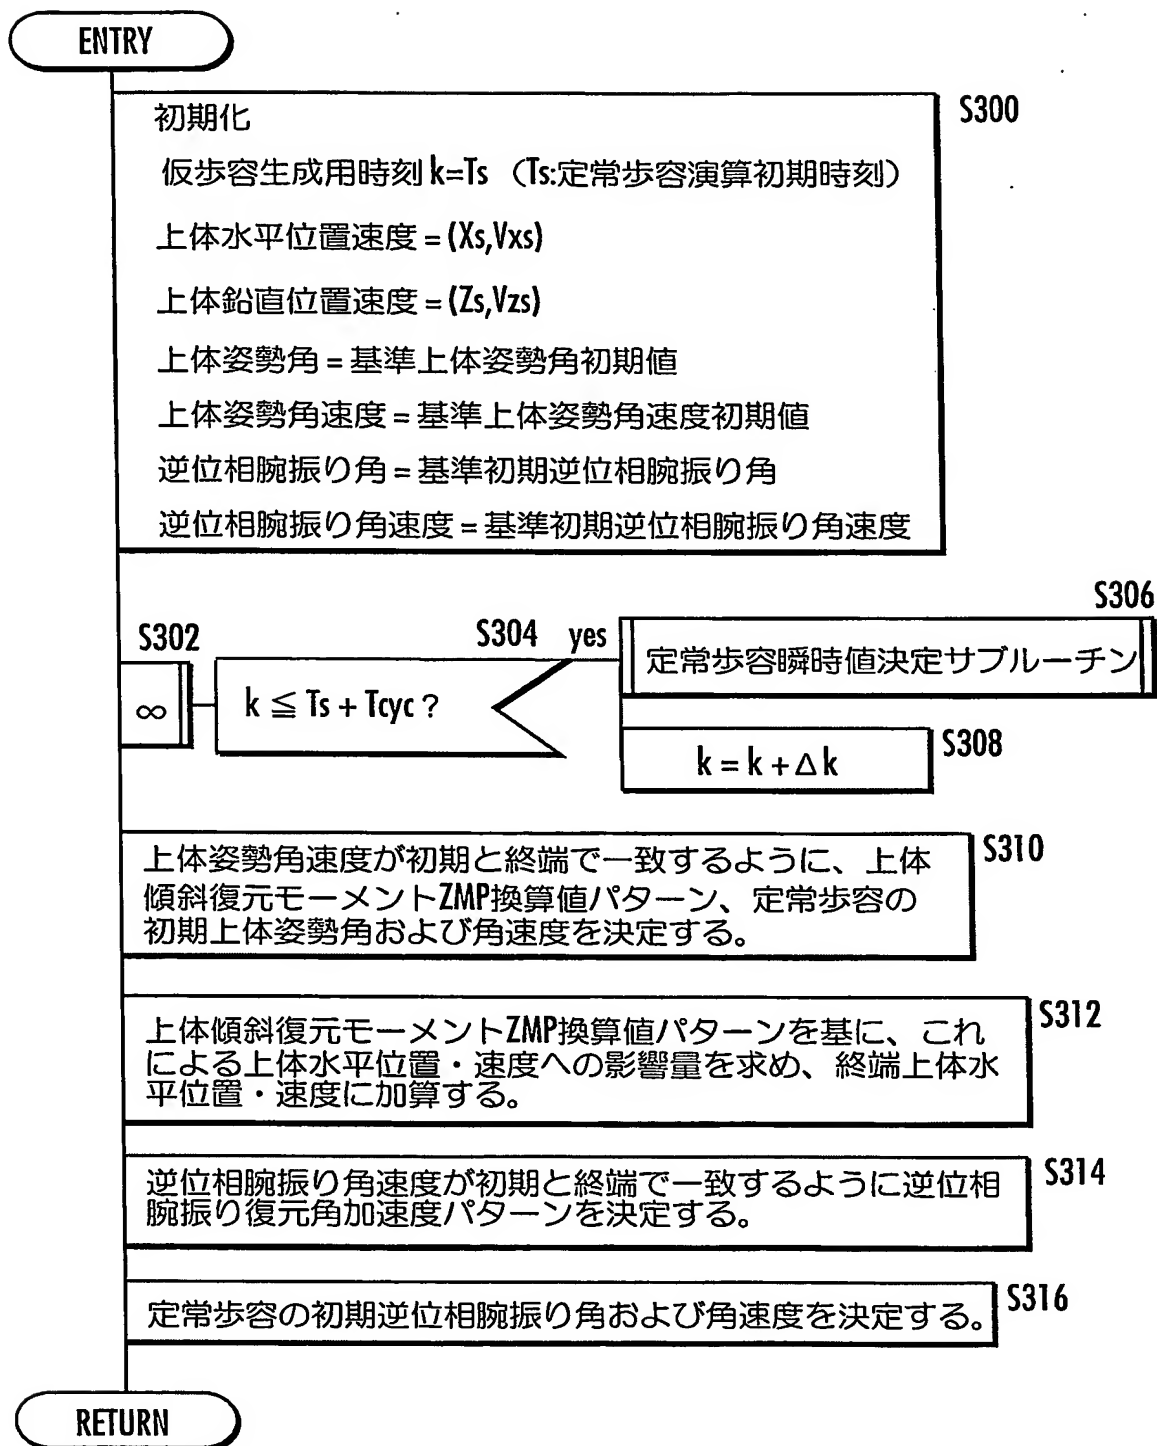 ENTRY
S300
初期化
仮歩容生成用時刻 k=Ts （Ts:定常歩容演算初期時刻）
上体水平位置速度 = (Xs,Vxs)
上体鉛直位置速度 = (Zs,Vzs)
上体姿勢角 = 基準上体姿勢角初期値
上体姿勢角速度 = 基準上体姿勢角速度初期値
逆位相腕振り角 = 基準初期逆位相腕振り角
逆位相腕振り角速度 = 基準初期逆位相腕振り角速度
S302
∞
S304
k ≦ Ts + Tcyc ?
yes
S306
定常歩容瞬時値決定サブルーチン
S308
k = k + Δ k
S310
上体姿勢角速度が初期と終端で一致するように、上体
傾斜復元モーメントZMP換算値パターン、定常歩容の
初期上体姿勢角および角速度を決定する。
S312
上体傾斜復元モーメントZMP換算値パターンを基に、これ
による上体水平位置・速度への影響量を求め、終端上体水
平位置・速度に加算する。
S314
逆位相腕振り角速度が初期と終端で一致するように逆位相
腕振り復元角加速度パターンを決定する。
S316
定常歩容の初期逆位相腕振り角および角速度を決定する。
RETURN